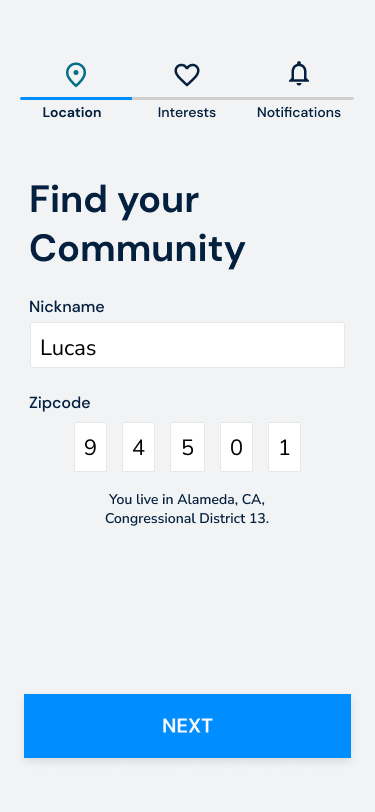 Location Interests Notifications
Find your
Community
Nickname
Lucas
Zipcode
9 4 5 0 1
You live in Alameda, CA,
Congressional District 13.
NEXT